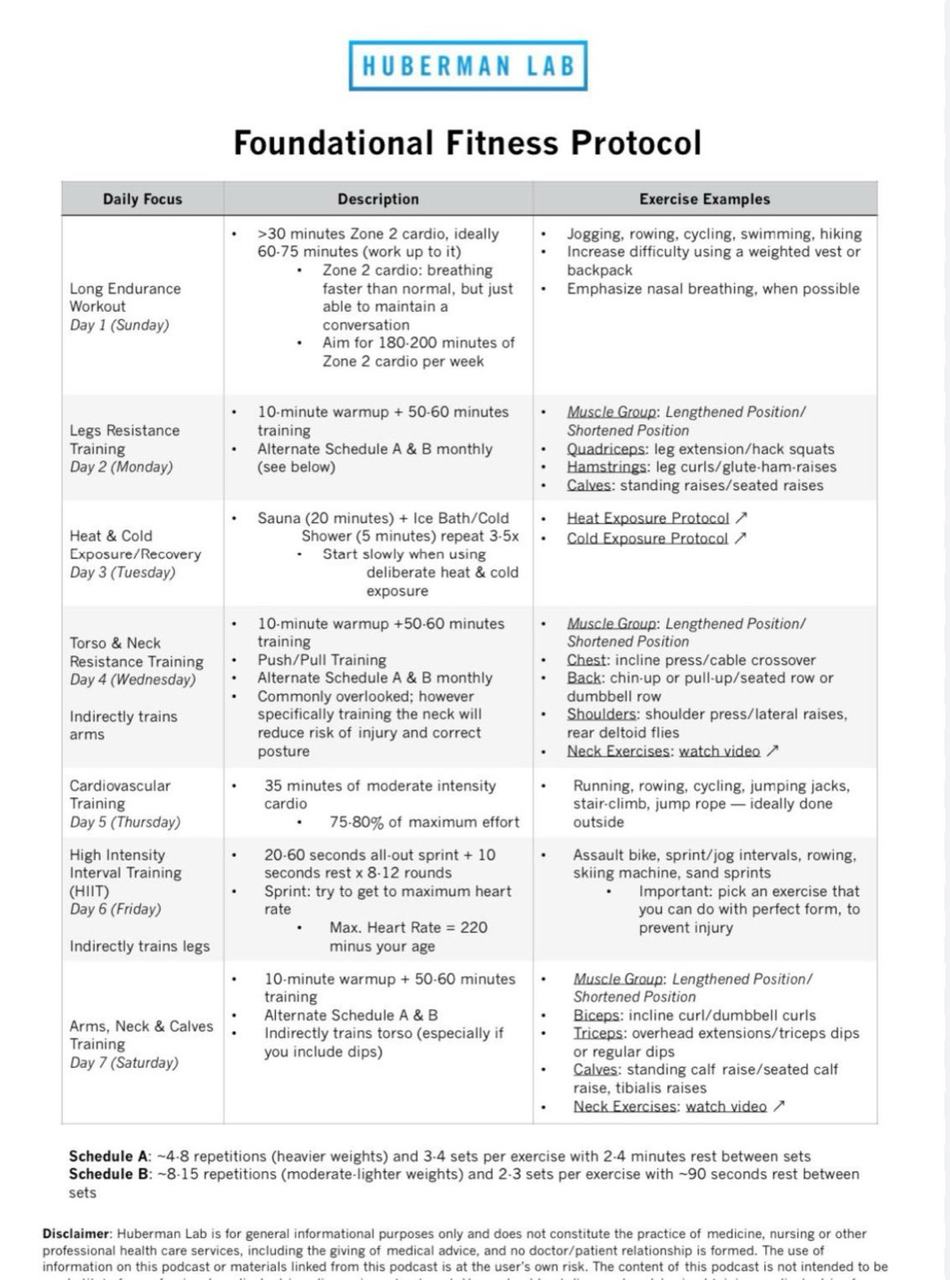 HUBERMAN LAB
Foundational Fitness Protocol
Daily Focus
Description
Exercise Examples
Long Endurance
Workout
Day 1 (Sunday)
• >30 minutes Zone 2 cardio, ideally
60-75 minutes (work up to it)
• Zone 2 cardio: breathing
faster than normal, but just
able to maintain a
conversation
• Aim for 180-200 minutes of
Zone 2 cardio per week
• Jogging, rowing, cycling, swimming, hiking
• Increase difficulty using a weighted vest or
backpack
• Emphasize nasal breathing, when possible
Legs Resistance
Training
Day 2 (Monday)
• 10-minute warmup + 50-60 minutes
training
• Alternate Schedule A & B monthly
(see below)
• Muscle Group: Lengthened Position/
Shortened Position
• Quadriceps: leg extension/hack squats
• Hamstrings: leg curls/glute-ham-raises
• Calves: standing raises/seated raises
Heat & Cold
Exposure/Recovery
Day 3 (Tuesday)
• Sauna (20 minutes) + Ice Bath/Cold
Shower (5 minutes) repeat 3-5x
• Start slowly when using
deliberate heat & cold
exposure
• Heat Exposure Protocol ↗
• Cold Exposure Protocol ↗
Torso & Neck
Resistance Training
Day 4 (Wednesday)
Indirectly trains
arms
• 10-minute warmup +50-60 minutes
training
• Push/Pull Training
• Alternate Schedule A & B monthly
• Commonly overlooked; however
specifically training the neck will
reduce risk of injury and correct
posture
• Muscle Group: Lengthened Position/
Shortened Position
• Chest: incline press/cable crossover
• Back: chin-up or pull-up/seated row or
dumbbell row
• Shoulders: shoulder press/lateral raises,
rear deltoid flies
• Neck Exercises: watch video ↗
Cardiovascular
Training
Day 5 (Thursday)
• 35 minutes of moderate intensity
cardio
• 75-80% of maximum effort
• Running, rowing, cycling, jumping jacks,
stair-climb, jump rope — ideally done
outside
High Intensity
Interval Training
(HIIT)
Day 6 (Friday)
Indirectly trains legs
• 20-60 seconds all-out sprint + 10
seconds rest x 8-12 rounds
• Sprint: try to get to maximum heart
rate
• Max. Heart Rate = 220
minus your age
• Assault bike, sprint/jog intervals, rowing,
skiing machine, sand sprints
• Important: pick an exercise that
you can do with perfect form, to
prevent injury
Arms, Neck & Calves
Training
Day 7 (Saturday)
• 10-minute warmup + 50-60 minutes
training
• Alternate Schedule A & B
• Indirectly trains torso (especially if
you include dips)
• Muscle Group: Lengthened Position/
Shortened Position
• Biceps: incline curl/dumbbell curls
• Triceps: overhead extensions/triceps dips
or regular dips
• Calves: standing calf raise/seated calf
raise, tibialis raises
• Neck Exercises: watch video ↗
Schedule A: ~4-8 repetitions (heavier weights) and 3-4 sets per exercise with 2-4 minutes rest between sets
Schedule B: ~8-15 repetitions (moderate-lighter weights) and 2-3 sets per exercise with ~90 seconds rest between
sets
Disclaimer: Huberman Lab is for general informational purposes only and does not constitute the practice of medicine, nursing or other
professional health care services, including the giving of medical advice, and no doctor/patient relationship is formed. The use of
information on this podcast or materials linked from this podcast is at the user's own risk. The content of this podcast is not intended to be